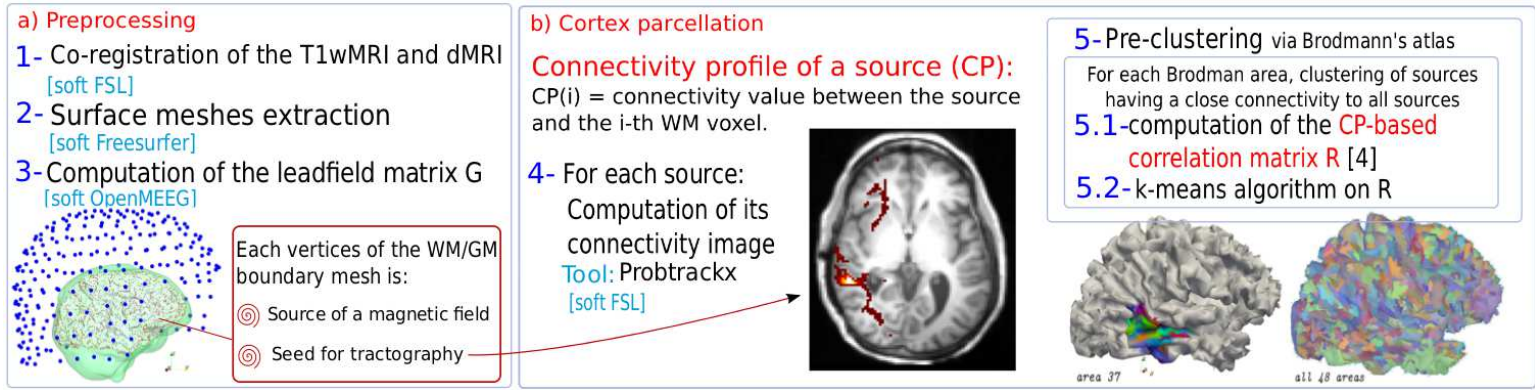 a) Preprocessing
1- Co-registration of the T1wMRI and dMRI
[soft FSL]
2- Surface meshes extraction
[soft Freesurfer]
3- Computation of the leadfield matrix G
[soft OpenMEEG]
Each vertices of the WM/GM
boundary mesh is:
Source of a magnetic field
Seed for tractography
b) Cortex parcellation
Connectivity profile of a source (CP):
CP(i) = connectivity value between the source
and the i-th WM voxel.
4- For each source:
Computation of its
connectivity image
Tool: Probtrackx
[soft FSL]
5- Pre-clustering via Brodmann's atlas
For each Brodman area, clustering of sources
having a close connectivity to all sources
5.1-computation of the CP-based
correlation matrix R [4]
5.2- k-means algorithm on R
area 37
all 48 areas